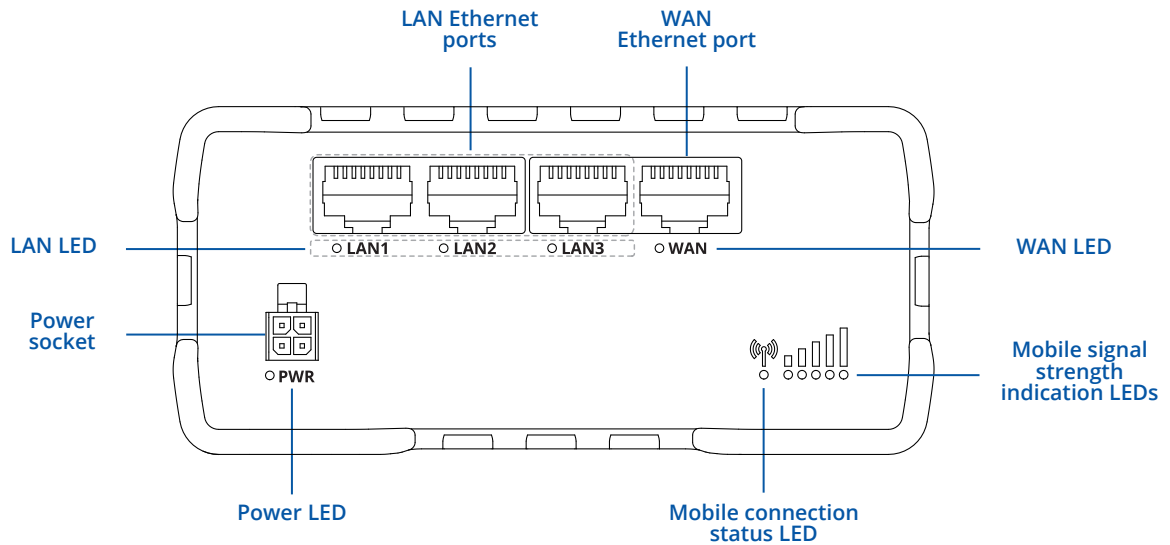 LAN Ethernet
ports
WAN
Ethernet port
LAN LED
LAN1
LAN2
LAN3
WAN
WAN LED
Power
socket
PWR
Mobile signal
strength
indication LEDs
Power LED
Mobile connection
status LED